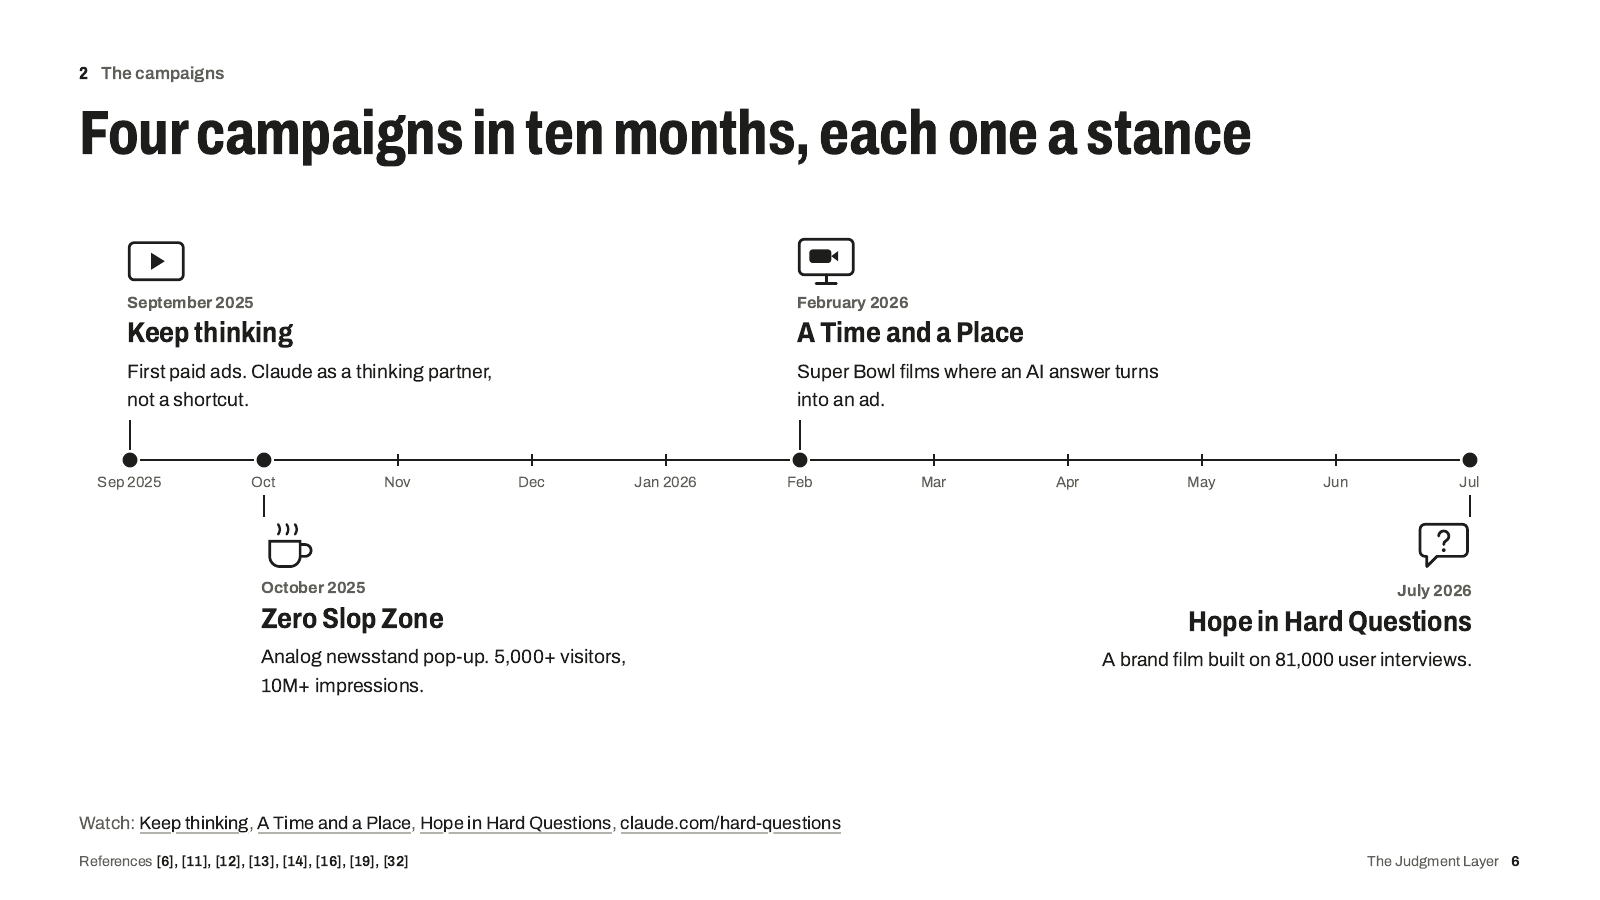 2 The campaigns
Four campaigns in ten months, each one a stance
September 2025
Keep thinking
First paid ads. Claude as a thinking partner,
not a shortcut.
February 2026
A Time and a Place
Super Bowl films where an AI answer turns
into an ad.
Sep 2025 Oct Nov Dec Jan 2026 Feb Mar Apr May Jun Jul
October 2025
Zero Slop Zone
Analog newsstand pop-up. 5,000+ visitors,
10M+ impressions.
?
July 2026
Hope in Hard Questions
A brand film built on 81,000 user interviews.
Watch: Keep thinking, A Time and a Place, Hope in Hard Questions, claude.com/hard-questions
References [6], [11], [12], [13], [14], [16], [19], [32]
The Judgment Layer 6